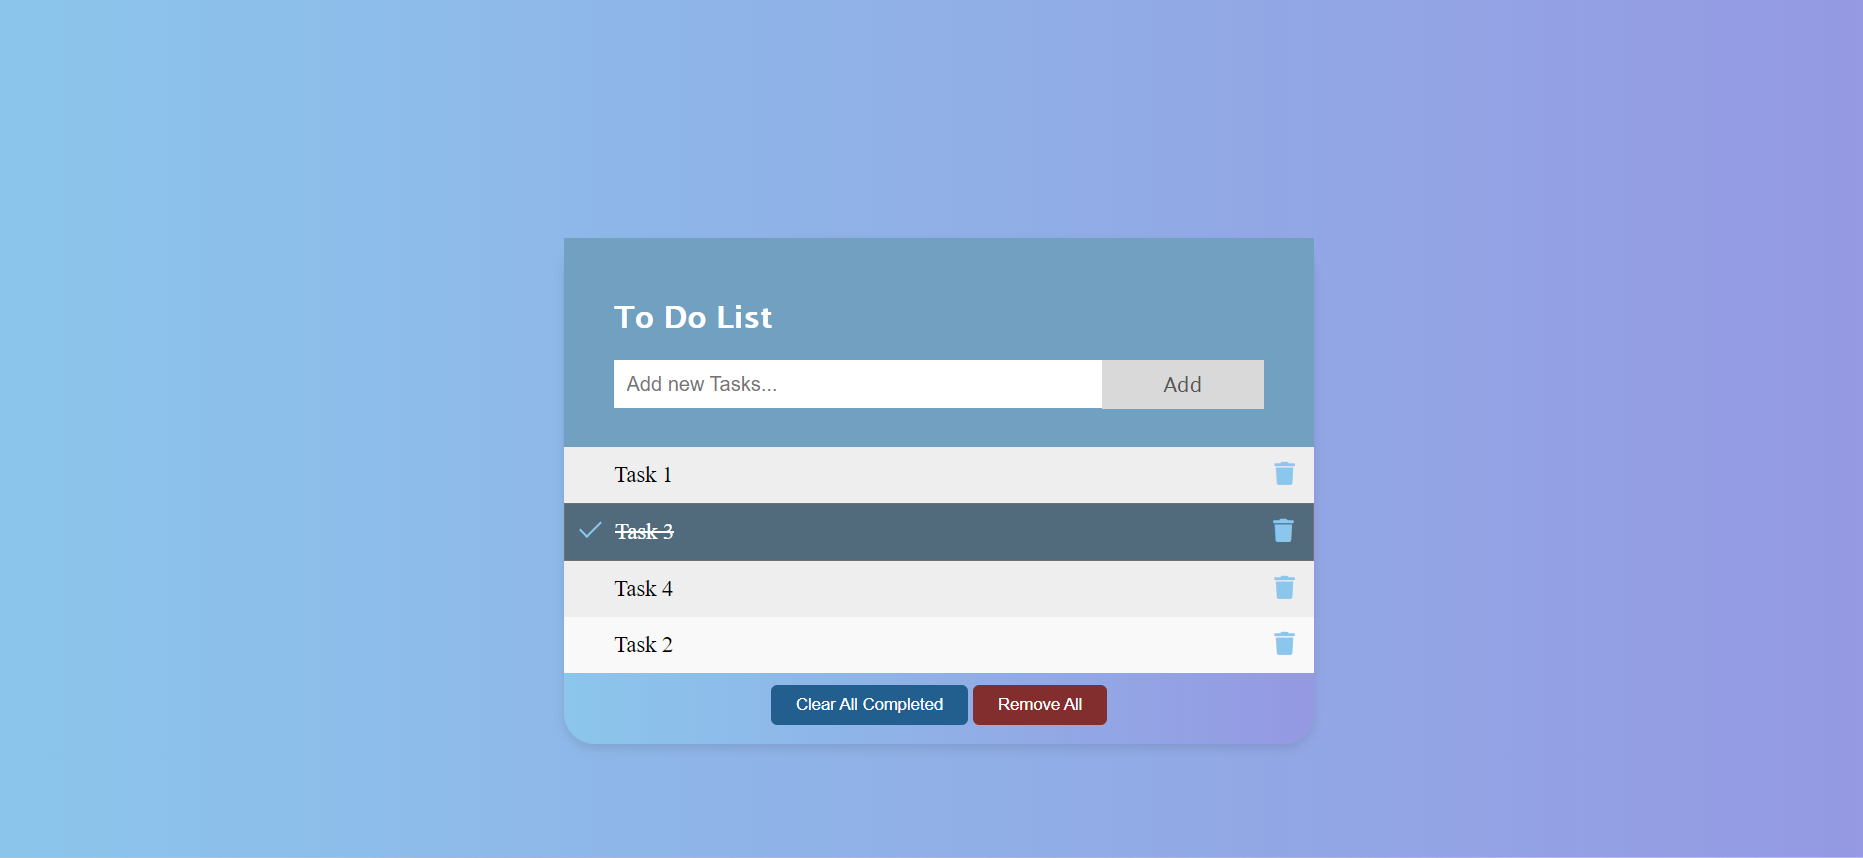 To Do List
Add new Tasks...
Add
Task 1
Task 3
Task 4
Task 2
Clear All Completed
Remove All